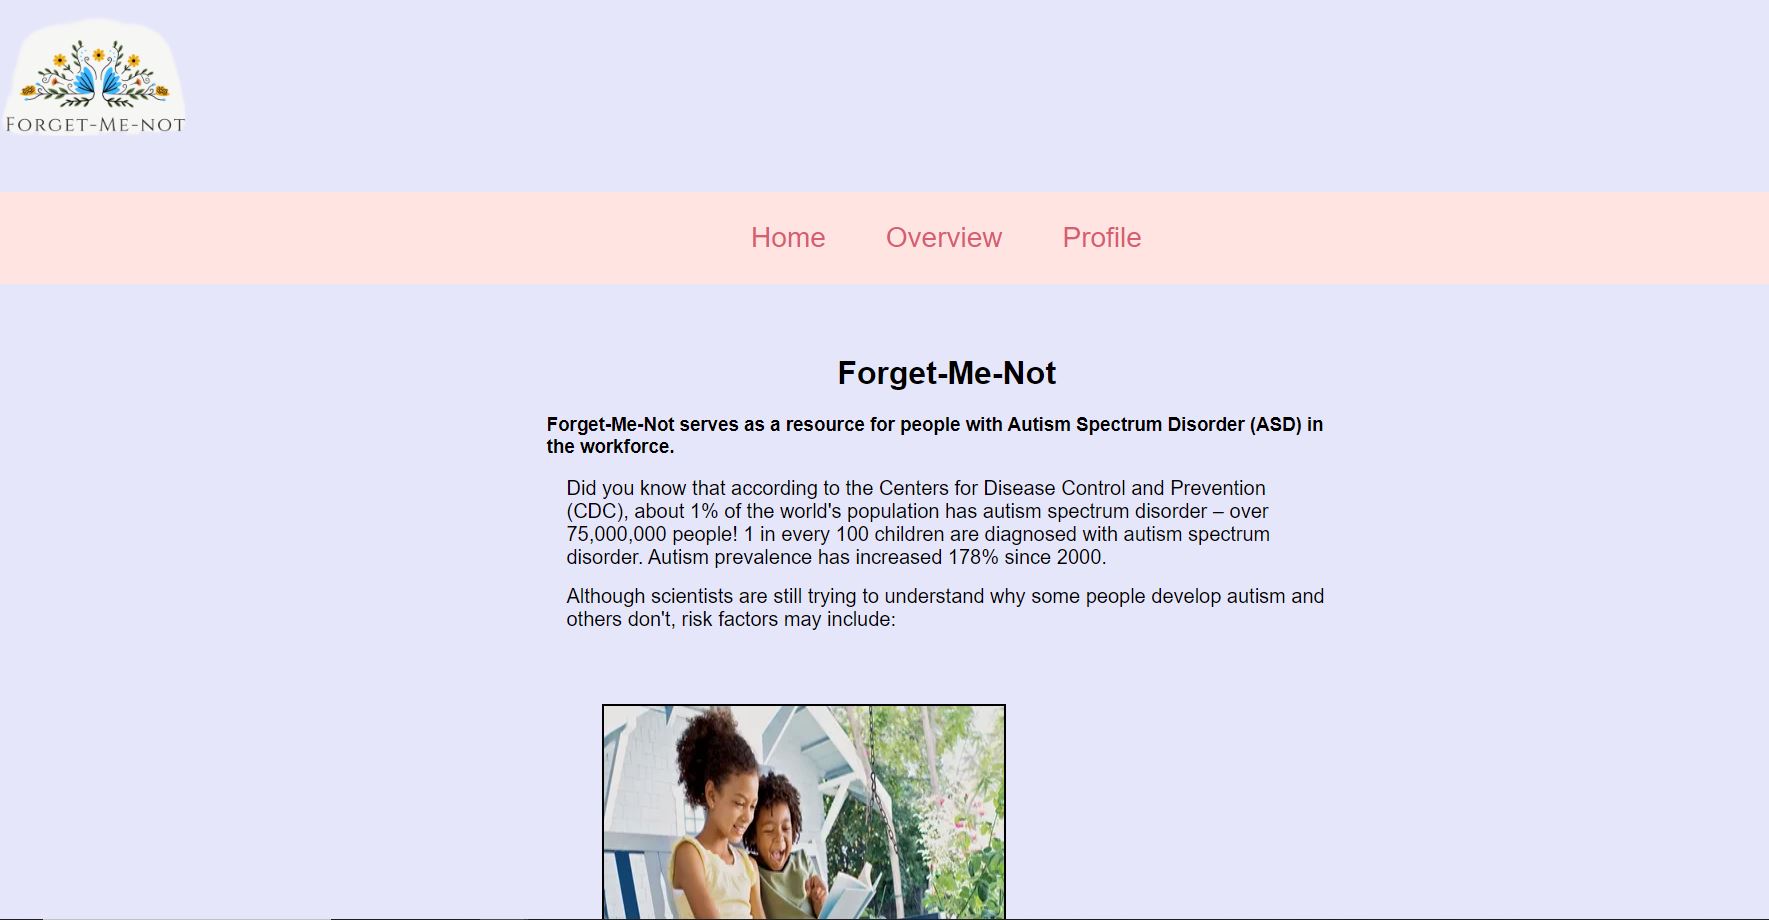 FORGET-ME-NOT
Home Overview Profile
Forget-Me-Not
Forget-Me-Not serves as a resource for people with Autism Spectrum Disorder (ASD) in
the workforce.
Did you know that according to the Centers for Disease Control and Prevention
(CDC), about 1% of the world's population has autism spectrum disorder – over
75,000,000 people! 1 in every 100 children are diagnosed with autism spectrum
disorder. Autism prevalence has increased 178% since 2000.
Although scientists are still trying to understand why some people develop autism and
others don't, risk factors may include: